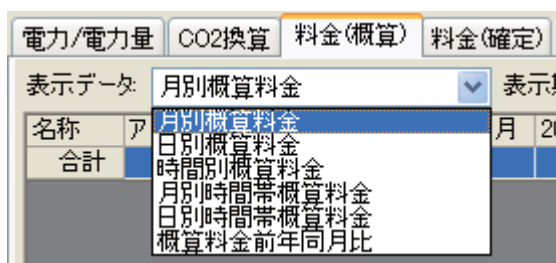 電力/電力量 CO2換算 料金(概算) 料金(確定)
表示データ: 月別概算料金 表示
名称 ア 月 20
合計
月別概算料金
日別概算料金
時間別概算料金
月別時間帯概算料金
日別時間帯概算料金
概算料金前年同月比